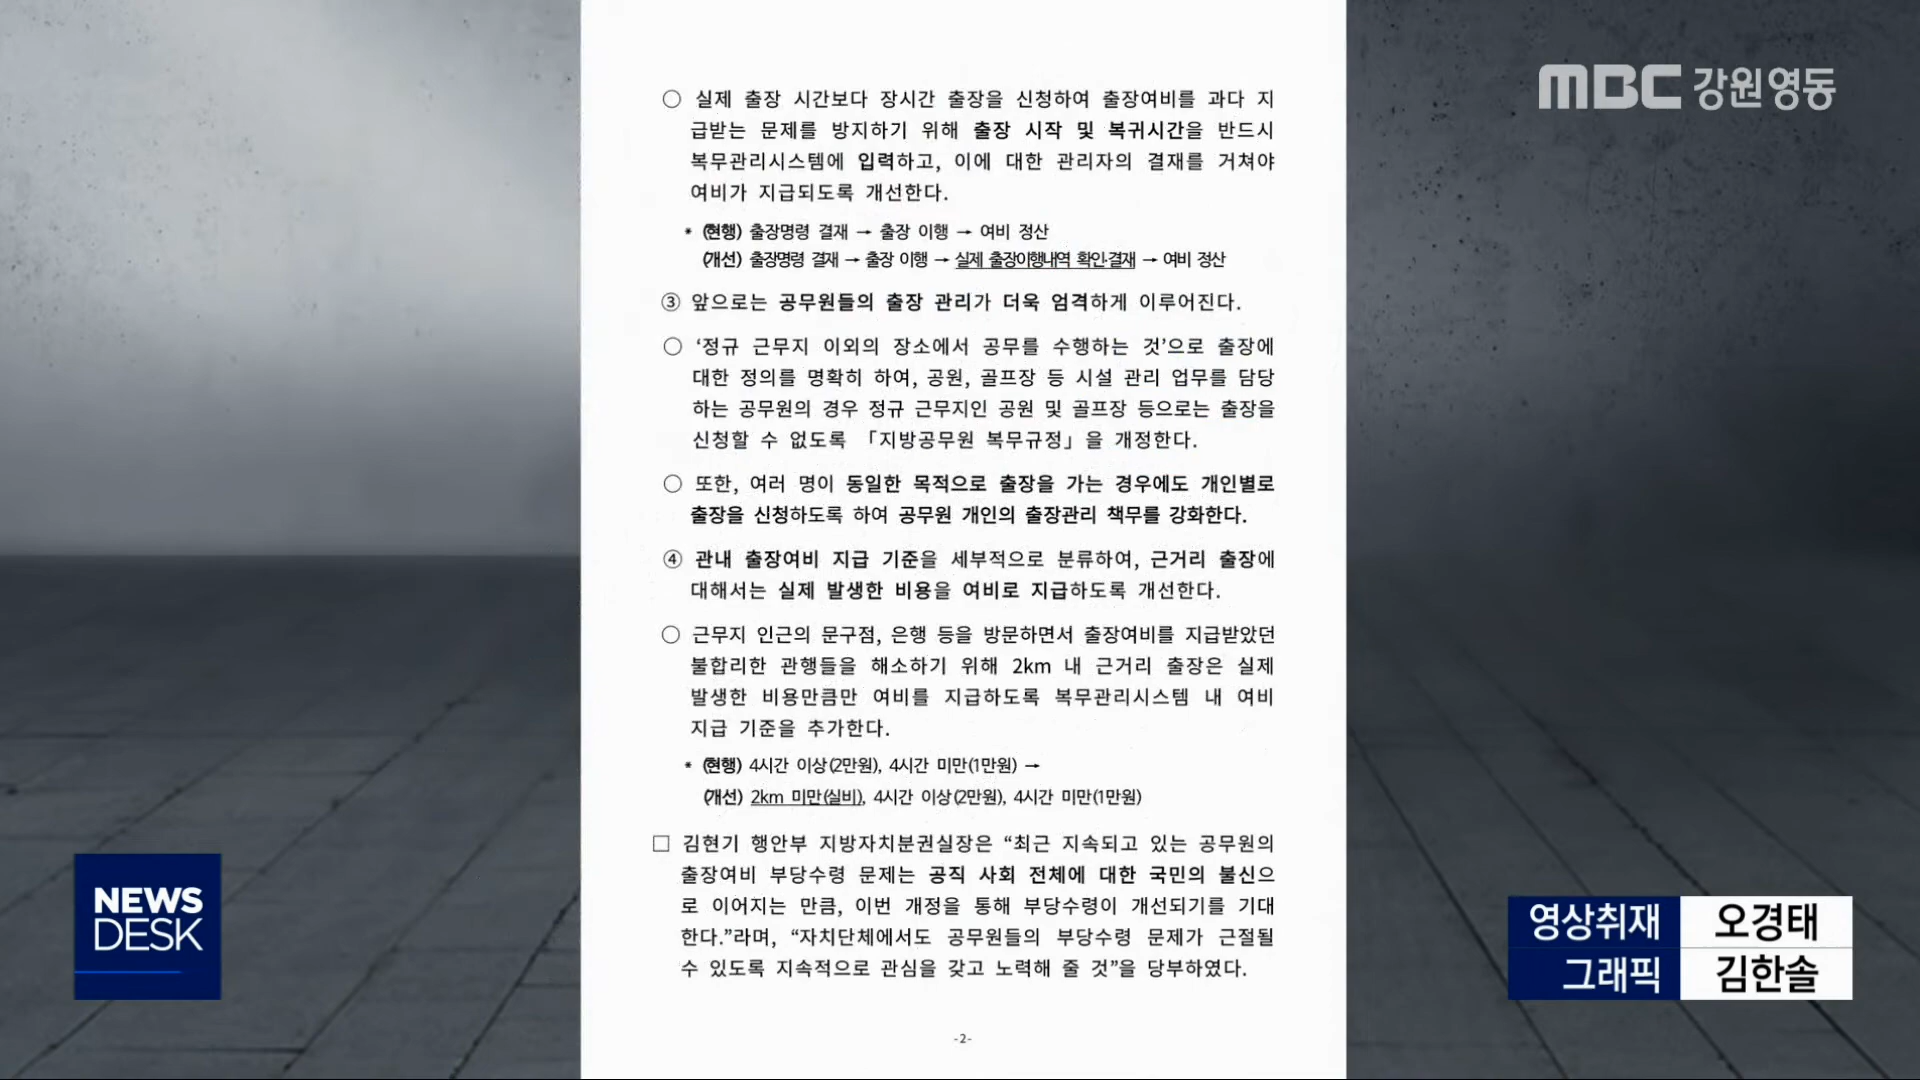 MBC 강원영동
○ 실제 출장 시간보다 장시간 출장을 신청하여 출장여비를 과다 지
급받는 문제를 방지하기 위해 출장 시작 및 복귀시간을 반드시
복무관리시스템에 입력하고, 이에 대한 관리자의 결재를 거쳐야
여비가 지급되도록 개선한다.
* (현행) 출장명령 결재 → 출장 이행 → 여비 정산
(개선) 출장명령 결재 → 출장 이행 → 실제 출장이행내역 확인·결재 → 여비 정산
③ 앞으로는 공무원들의 출장 관리가 더욱 엄격하게 이루어진다.
○ ‘정규 근무지 이외의 장소에서 공무를 수행하는 것’으로 출장에
대한 정의를 명확히 하여, 공원, 골프장 등 시설 관리 업무를 담당
하는 공무원의 경우 정규 근무지인 공원 및 골프장 등으로는 출장을
신청할 수 없도록 「지방공무원 복무규정」을 개정한다.
○ 또한, 여러 명이 동일한 목적으로 출장을 가는 경우에도 개인별로
출장을 신청하도록 하여 공무원 개인의 출장관리 책무를 강화한다.
④ 관내 출장여비 지급 기준을 세부적으로 분류하여, 근거리 출장에
대해서는 실제 발생한 비용을 여비로 지급하도록 개선한다.
○ 근무지 인근의 문구점, 은행 등을 방문하면서 출장여비를 지급받았던
불합리한 관행들을 해소하기 위해 2km 내 근거리 출장은 실제
발생한 비용만큼만 여비를 지급하도록 복무관리시스템 내 여비
지급 기준을 추가한다.
* (현행) 4시간 이상(2만원), 4시간 미만(1만원) →
(개선) 2km 미만(실비), 4시간 이상(2만원), 4시간 미만(1만원)
□ 김현기 행안부 지방자치분권실장은 “최근 지속되고 있는 공무원의
출장여비 부당수령 문제는 공직 사회 전체에 대한 국민의 불신으
로 이어지는 만큼, 이번 개정을 통해 부당수령이 개선되기를 기대
한다.”라며, “자치단체에서도 공무원들의 부당수령 문제가 근절될
수 있도록 지속적으로 관심을 갖고 노력해 줄 것”을 당부하였다.
-2-
NEWS
DESK
영상취재 오경태
그래픽 김한솔